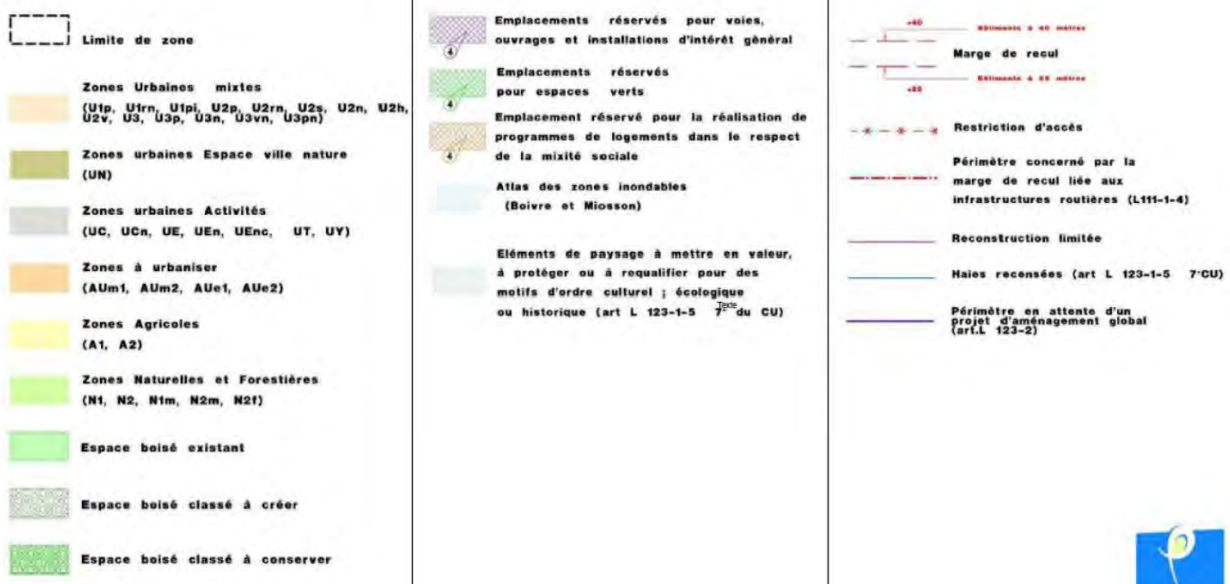 Limite de zone
Zones Urbaines mixtes
(U1p, U1rn, U1pi, U2p, U2rn, U2s, U2n, U2h,
U2v, U3, U3p, U3n, U3vn, U3pn)
Zones urbaines Espace ville nature
(UN)
Zones urbaines Activités
(UC, UCn, UE, UEn, UEnc, UT, UY)
Zones à urbaniser
(AUm1, AUm2, AUe1, AUe2)
Zones Agricoles
(A1, A2)
Zones Naturelles et Forestières
(N1, N2, N1m, N2m, N2f)
Espace boisé existant
Espace boisé classé à créer
Espace boisé classé à conserver
Emplacements réservés pour voies,
ouvrages et installations d'intérêt général
4
Emplacements réservés
pour espaces verts
4
Emplacement réservé pour la réalisation de
programmes de logements dans le respect
de la mixité sociale
4
Atlas des zones inondables
(Boivre et Miosson)
Eléments de paysage à mettre en valeur,
à protéger ou à requalifier pour des
motifs d'ordre culturel ; écologique
ou historique (art L 123-1-5 7° du CU)
Texte
+40
Bâtiments à 40 mètres
Marge de recul
Bâtiments à 25 mètres
Restriction d'accès
Périmètre concerné par la
marge de recul liée aux
infrastructures routières (L111-1-4)
Reconstruction limitée
Haies recensées (art L 123-1-5 7°CU)
Périmètre en attente d'un
projet d'aménagement global
(art.L 123-2)